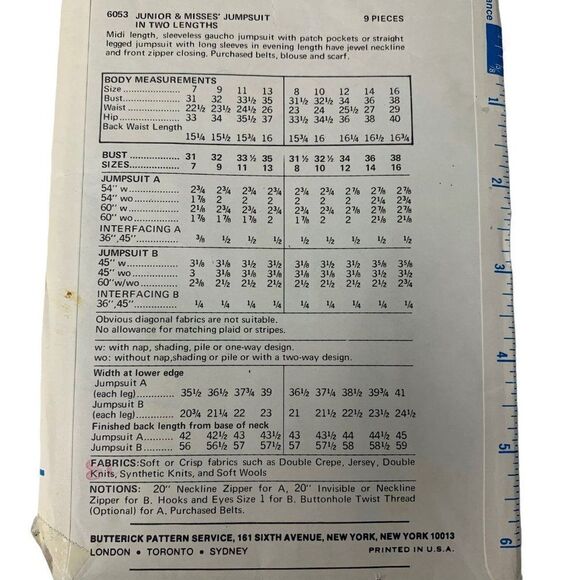 6053 JUNIOR & MISSES' JUMPSUIT 9 PIECES
IN TWO LENGTHS
Midi length, sleeveless gaucho jumpsuit with patch pockets or straight
legged jumpsuit with long sleeves in evening length have jewel neckline
and front zipper closing. Purchased belts, blouse and scarf.
BODY MEASUREMENTS
Size 7 9 11 13 8 10 12 14 16
Bust 31 32 33½ 35 31½ 32½ 34 36 38
Waist 22½ 23½ 24½ 26 23 24 25½ 27 29
Hip 33 34 35½ 37 33½ 34½ 36 38 40
Back Waist Length
15¼ 15½ 15¾ 16 15¾ 16 16¼ 16½ 16¾
BUST 31 32 33½ 35 31½ 32½ 34 36 38
SIZES 7 9 11 13 8 10 12 14 16
JUMPSUIT A
54" w 2¾ 2¾ 2¾ 2¾ 2¾ 2¾ 2⅞ 2⅞ 2⅞
54" wo 1⅞ 2 2 2 2 2 2 2¼ 2¾
60" w 2⅛ 2¾ 2¾ 2¾ 2¾ 2¾ 2⅞ 2⅞ 2⅞
60" wo 1⅞ 1⅞ 1⅞ 2 1⅞ 2 2 2⅛ 2¼
INTERFACING A
36",45" ⅜ ½ ½ ½ ½ ½ ½ ½ ½
JUMPSUIT B
45" w 3⅛ 3⅛ 3½ 3½ 3⅛ 3½ 3½ 3⅝ 3⅝
45" wo 3 3⅛ 3⅛ 3⅛ 3⅛ 3⅛ 3⅛ 3½ 3½
60"w/wo 2⅜ 2½ 2½ 2½ 2½ 2½ 2½ 2½ 2¾
INTERFACING B
36",45" ¼ ¼ ¼ ¼ ¼ ¼ ¼ ¼ ¼
Obvious diagonal fabrics are not suitable.
No allowance for matching plaid or stripes.
w: with nap, shading, pile or one-way design.
wo: without nap,shading or pile or with a two-way design.
Width at lower edge
Jumpsuit A
(each leg) 35½ 36½ 37¾ 39 36½ 37¼ 38½ 39¾ 41
Jumpsuit B
(each leg) 20¾ 21¼ 22 23 21 21½ 22½ 23½ 24½
Finished back length from base of neck
Jumpsuit A 42 42½ 43 43½ 43 43½ 44 44½ 45
Jumpsuit B 56 56½ 57 57½ 57 57½ 58 58½ 59
FABRICS:Soft or Crisp fabrics such as Double Crepe, Jersey, Double
Knits, Synthetic Knits, and Soft Wools
NOTIONS: 20" Neckline Zipper for A, 20" Invisible or Neckline
Zipper for B. Hooks and Eyes Size 1 for B. Buttonhole Twist Thread
(Optional) for A. Purchased Belts.
BUTTERICK PATTERN SERVICE, 161 SIXTH AVENUE, NEW YORK, NEW YORK 10013
LONDON • TORONTO • SYDNEY PRINTED IN U.S.A.
ance
⅝
1
2
3
4
5
6